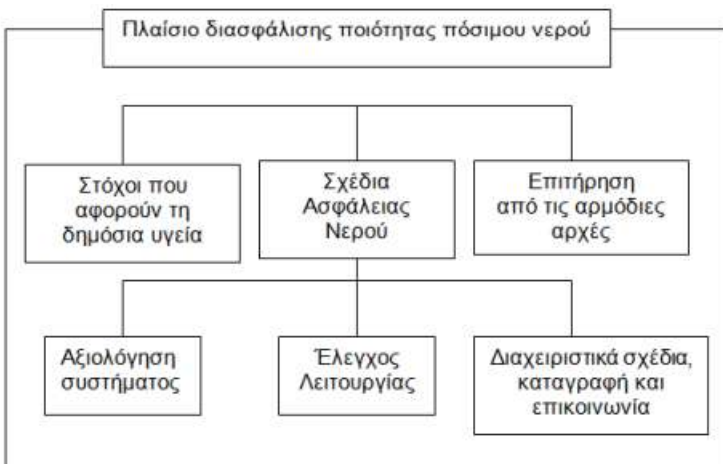 Πλαίσιο διασφάλισης ποιότητας πόσιμου νερού
Στόχοι που
αφορούν τη
δημόσια υγεία
Σχέδια
Ασφάλειας
Νερού
Επιτήρηση
από τις αρμόδιες
αρχές
Αξιολόγηση
συστήματος
Έλεγχος
Λειτουργίας
Διαχειριστικά σχέδια,
καταγραφή και
επικοινωνία